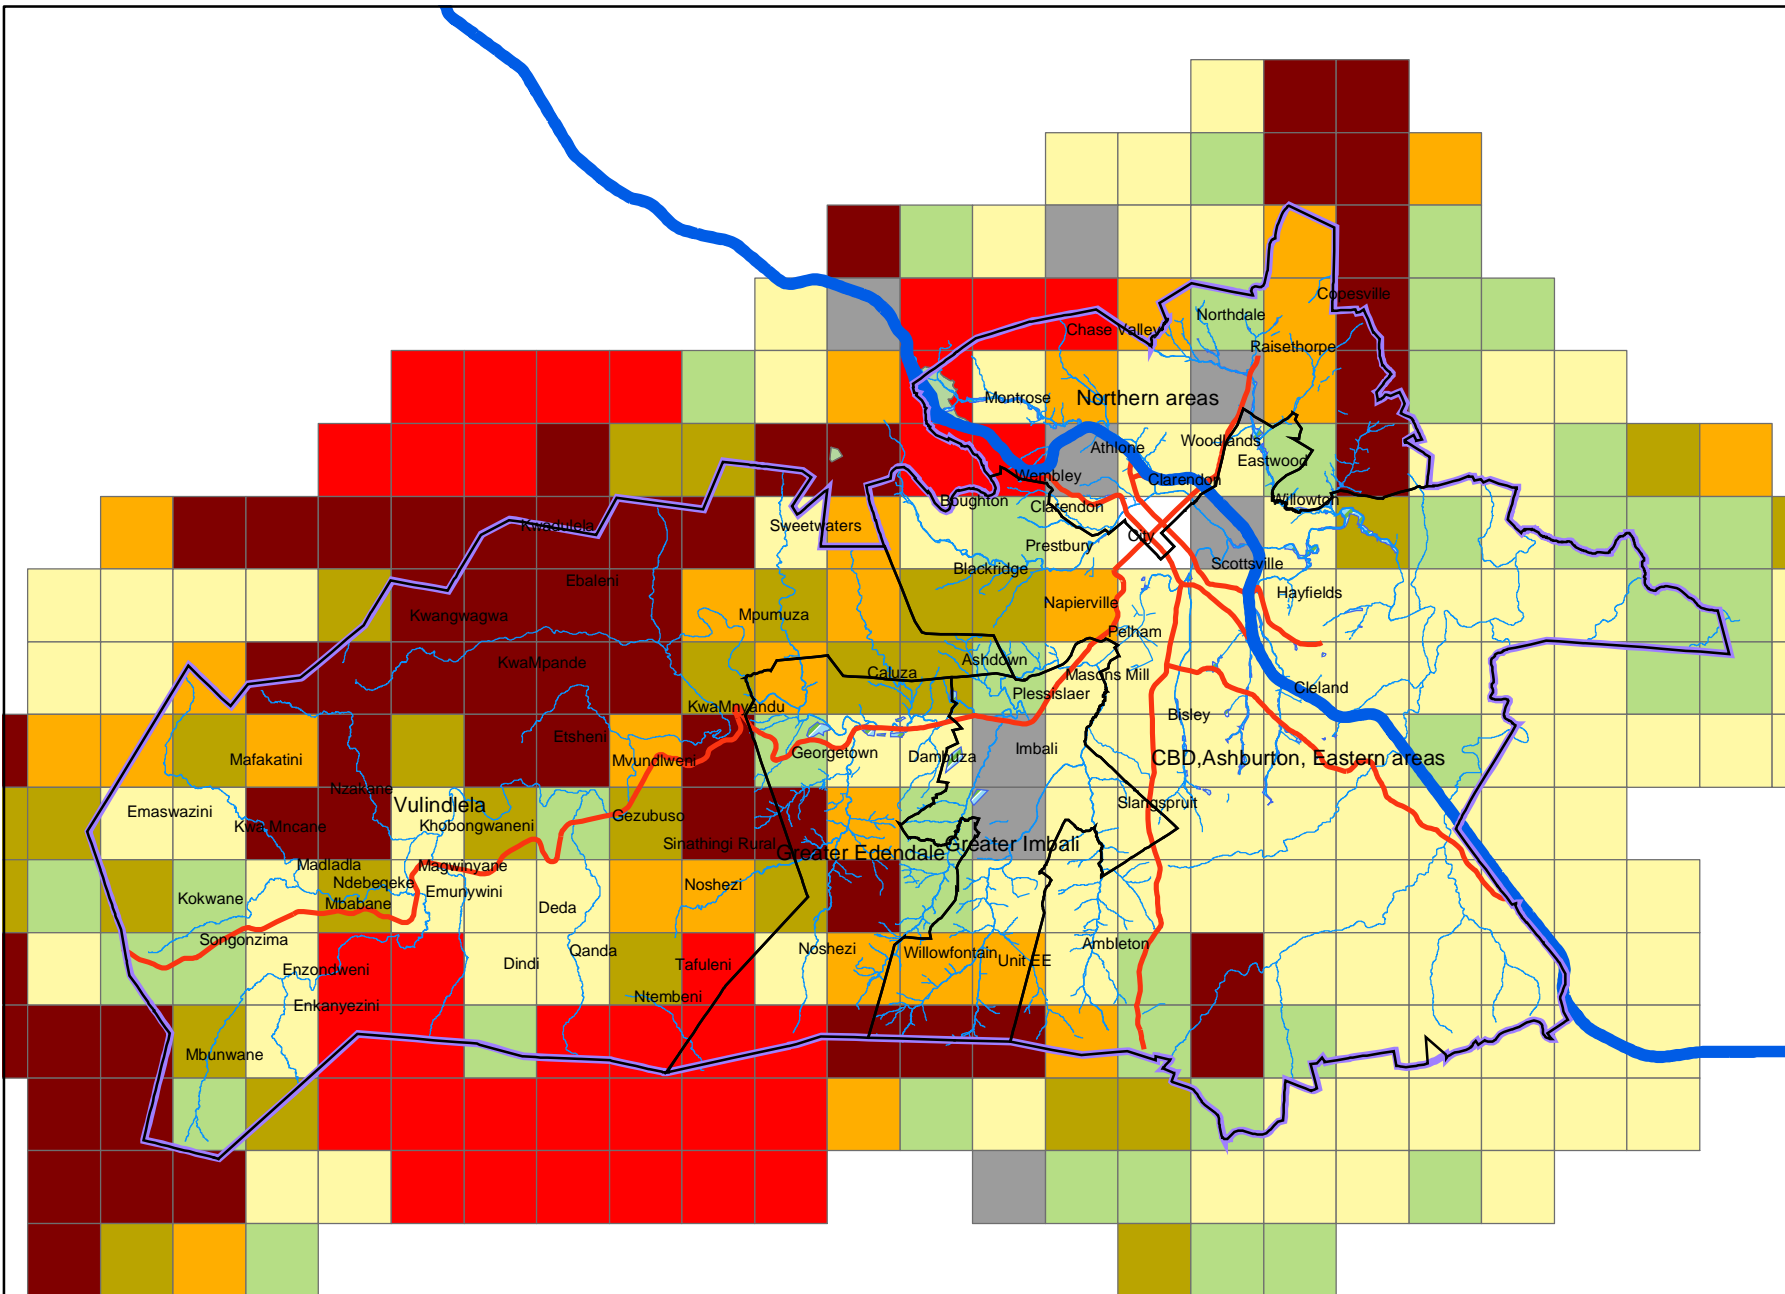 Copesville
Northdale
Chase Valley
Raisethorpe
Montrose
Northern areas
Woodlands
Athlone
Eastwood
Wembley
Clarendon
Boughton
Clarendon
Willowton
Sweetwaters
City
Prestbury
Scottsville
Blackridge
Ebaleni
Hayfields
Napierville
Kwangwagwa
Mpumuza
Pelham
KwaMpande
Ashdown
Caluza
Masons Mill
Cleland
Plessislaer
KwaMnyandu
Bisley
Etsheni
Imbali
Georgetown
Dambuza
CBD,Ashburton, Eastern areas
Mafakatini
Mvundlweni
Nzakane
Vulindlela
Slangspruit
Emaswazini
Gezubuso
Kwa Mncane
Khobongwaneni
Sinathingi Rural
Greater Edendale
Greater Imbali
Madladla
Magwinyane
Ndebeqeke
Noshezi
Emunywini
Kokwane
Mbabane
Deda
Songonzima
Ambleton
Noshezi
Qanda
Willowfontain
Unit EE
Dindi
Tafuleni
Enzondweni
Ntembeni
Enkanyezini
Mbunwane